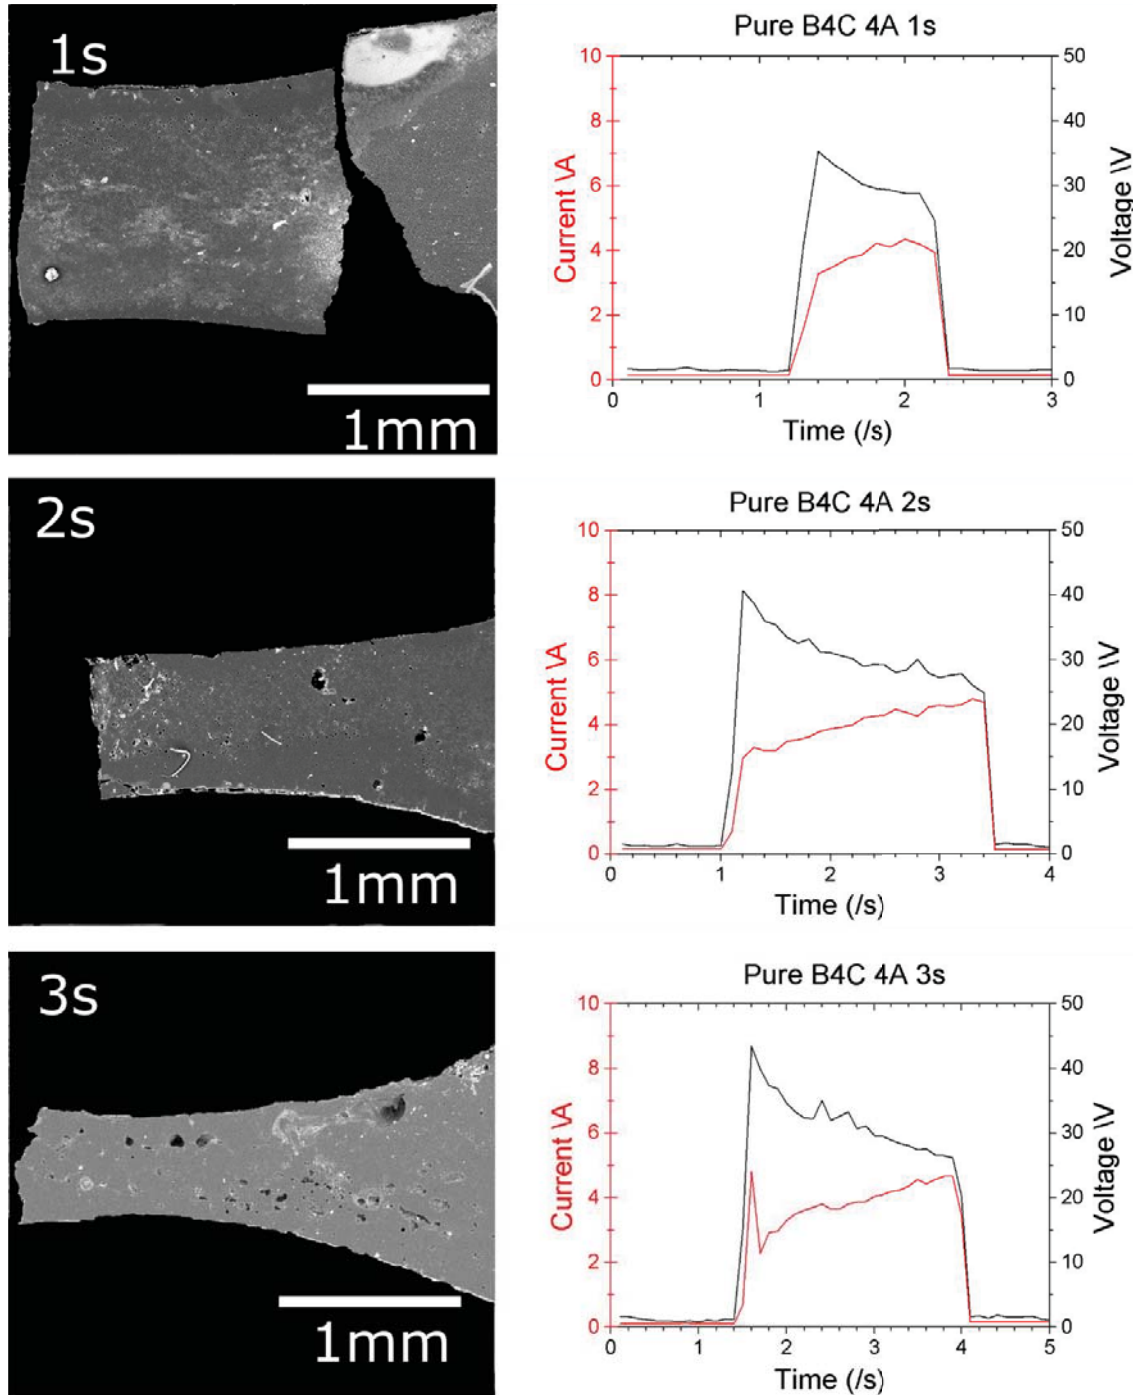 1s
1mm
Pure B4C 4A 1s
Current \A
10
8
6
4
2
0
Voltage \V
50
40
30
20
10
0
0 1 2 3
Time (/s)
2s
1mm
Pure B4C 4A 2s
Current \A
10
8
6
4
2
0
Voltage \V
50
40
30
20
10
0
0 1 2 3 4
Time (/s)
3s
1mm
Pure B4C 4A 3s
Current \A
10
8
6
4
2
0
Voltage \V
50
40
30
20
10
0
0 1 2 3 4 5
Time (/s)